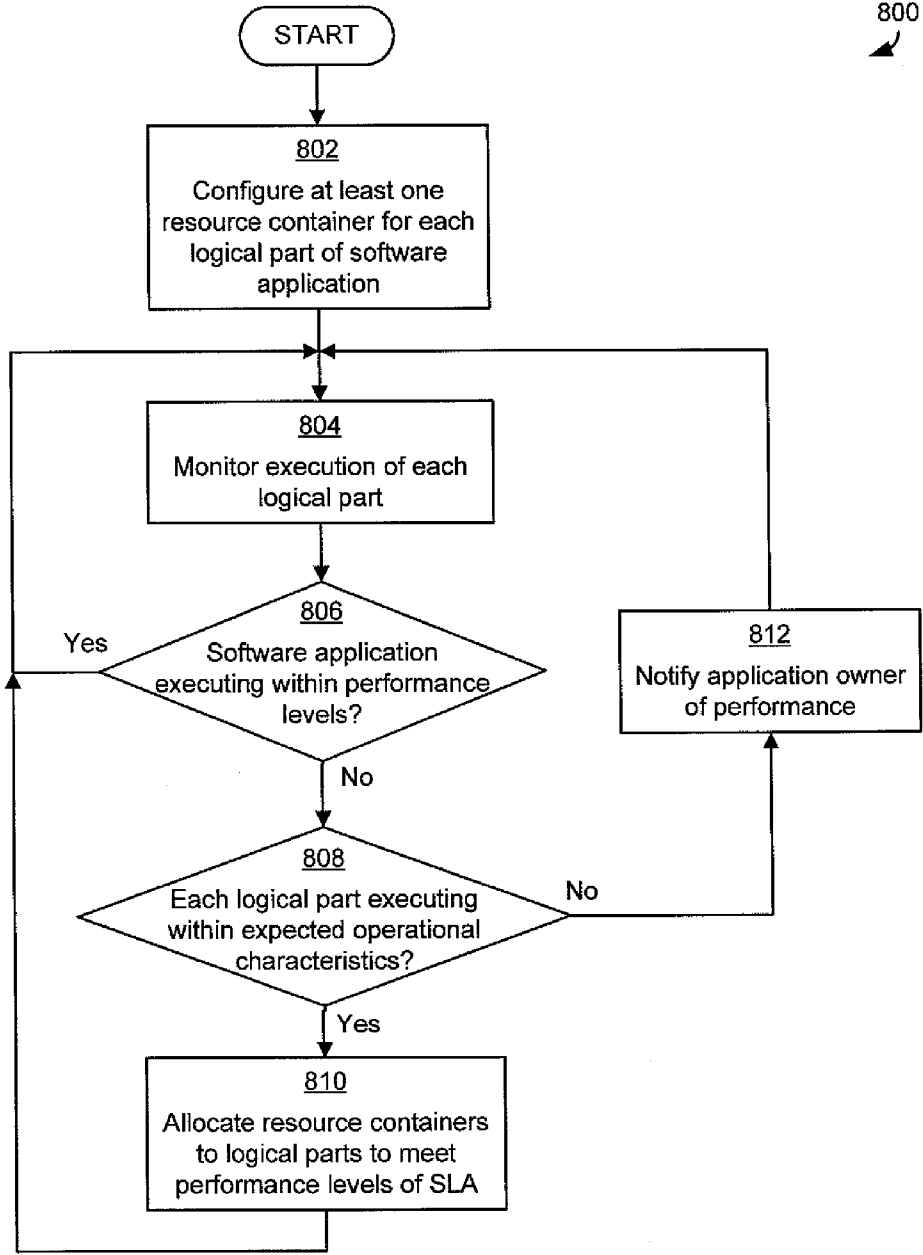 800
START
802
Configure at least one
resource container for each
logical part of software
application
804
Monitor execution of each
logical part
806
Software application
executing within performance
levels?
Yes
No
812
Notify application owner
of performance
808
Each logical part executing
within expected operational
characteristics?
No
Yes
810
Allocate resource containers
to logical parts to meet
performance levels of SLA